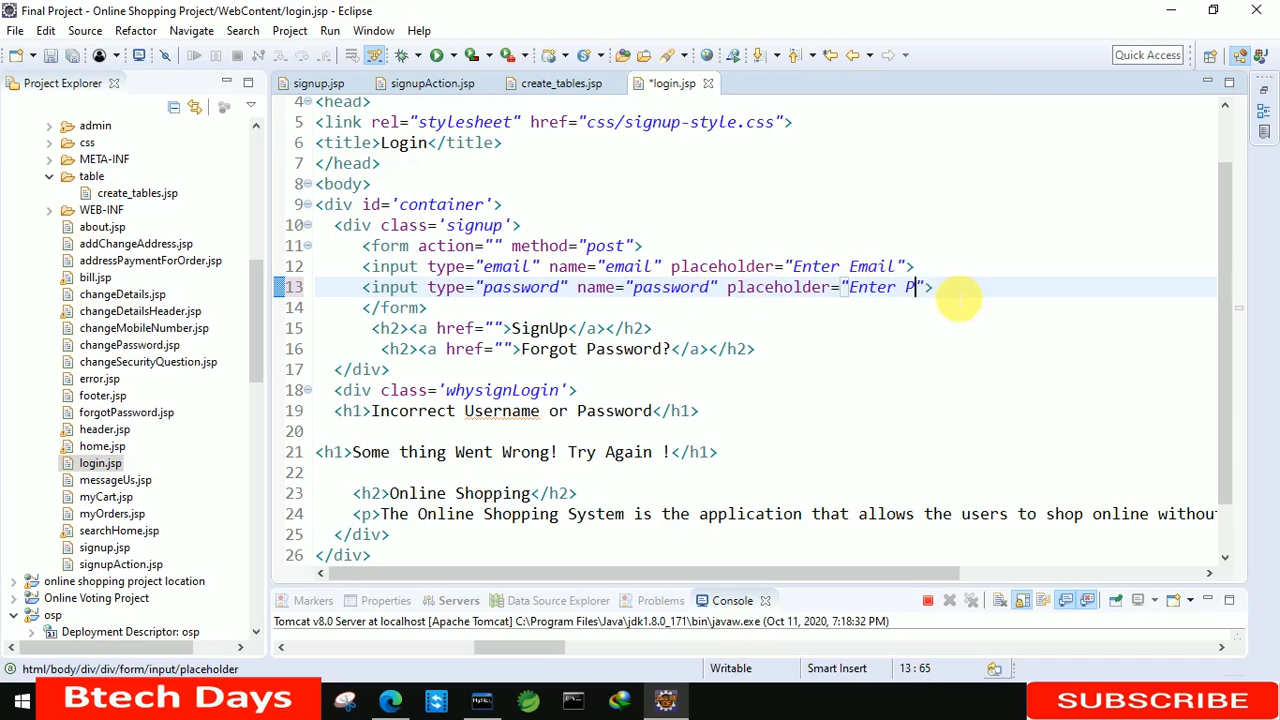 Final Project - Online Shopping Project/WebContent/login.jsp - Eclipse
File Edit Source Refactor Navigate Search Project Run Window Help
Quick Access
Project Explorer
signup.jsp signupAction.jsp create_tables.jsp *login.jsp
admin
css
META-INF
table
create_tables.jsp
WEB-INF
about.jsp
addChangeAddress.jsp
addressPaymentForOrder.jsp
bill.jsp
changeDetails.jsp
changeDetailsHeader.jsp
changeMobileNumber.jsp
changePassword.jsp
changeSecurityQuestion.jsp
error.jsp
footer.jsp
forgotPassword.jsp
header.jsp
home.jsp
login.jsp
messageUs.jsp
myCart.jsp
myOrders.jsp
searchHome.jsp
signup.jsp
signupAction.jsp
online shopping project location
Online Voting Project
osp
Deployment Descriptor: osp
4 <head>
5 <link rel="stylesheet" href="css/signup-style.css">
6 <title>Login</title>
7 </head>
8 <body>
9 <div id='container'>
10 <div class='signup'>
11 <form action="" method="post">
12 <input type="email" name="email" placeholder="Enter Email">
13 <input type="password" name="password" placeholder="Enter P">
14 </form>
15 <h2><a href="">SignUp</a></h2>
16 <h2><a href="">Forgot Password?</a></h2>
17 </div>
18 <div class='whysignLogin'>
19 <h1>Incorrect Username or Password</h1>
20
21 <h1>Some thing Went Wrong! Try Again !</h1>
22
23 <h2>Online Shopping</h2>
24 <p>The Online Shopping System is the application that allows the users to shop online withou
25 </div>
26 </div>
Markers Properties Servers Data Source Explorer Problems Console
Tomcat v8.0 Server at localhost [Apache Tomcat] C:\Program Files\Java\jdk1.8.0_171\bin\javaw.exe (Oct 11, 2020, 7:18:32 PM)
html/body/div/div/form/input/placeholder Writable Smart Insert 13 : 65
Btech Days
SUBSCRIBE